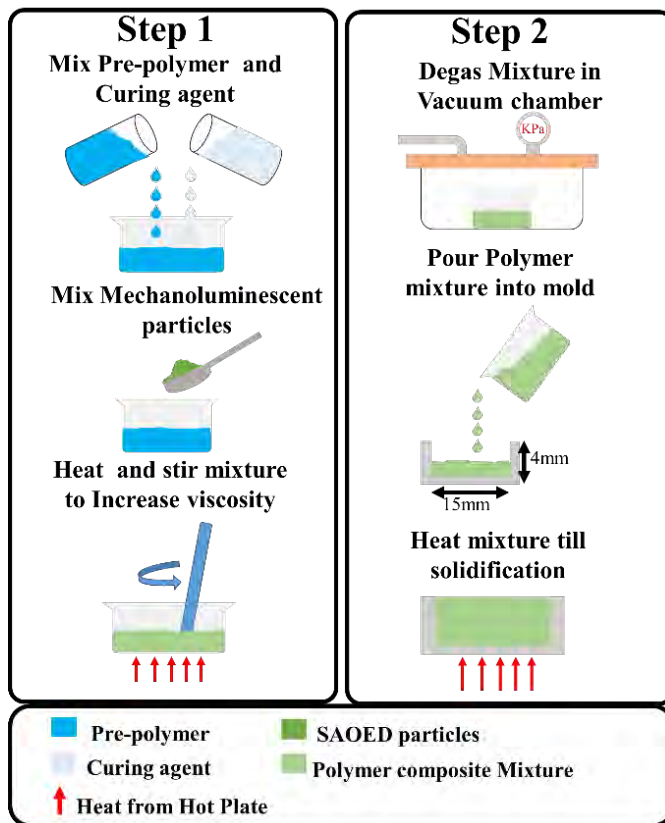 Step 1
Mix Pre-polymer and
Curing agent
Mix Mechanoluminescent
particles
Heat and stir mixture
to Increase viscosity
Step 2
Degas Mixture in
Vacuum chamber
KPa
Pour Polymer
mixture into mold
4mm
15mm
Heat mixture till
solidification
Pre-polymer
SAOED particles
Curing agent
Polymer composite Mixture
Heat from Hot Plate